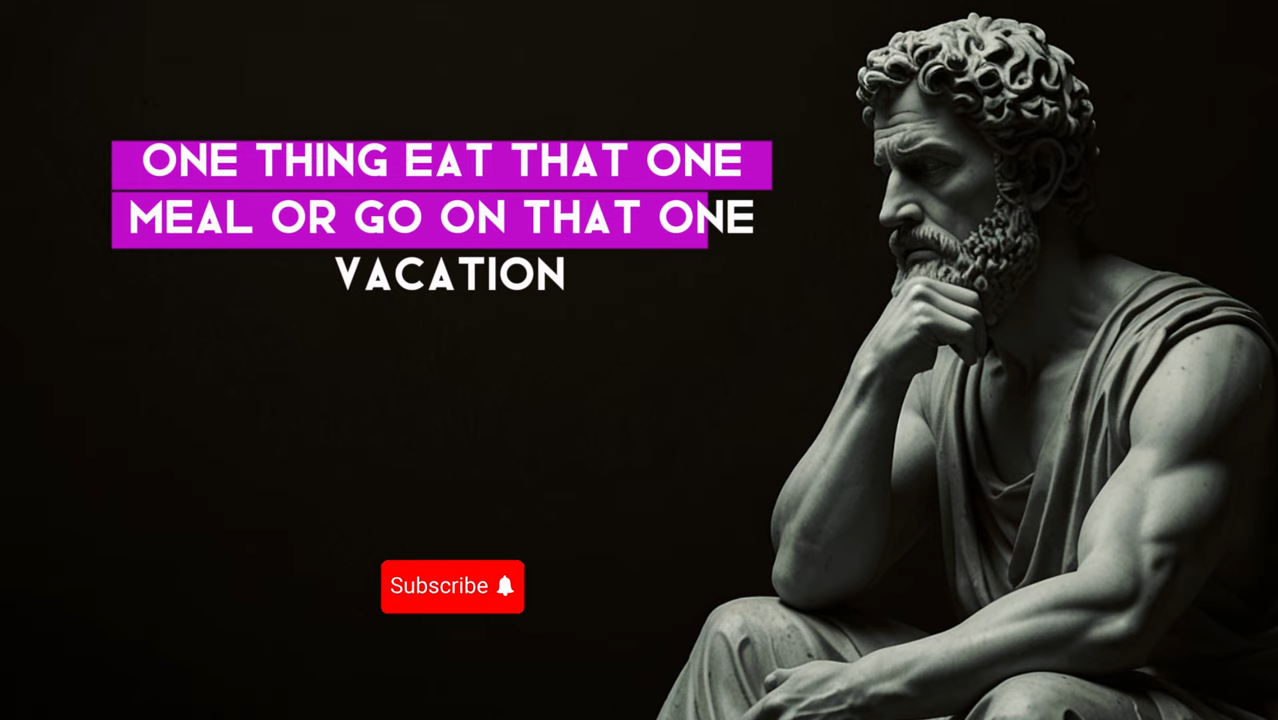 ONE THING EAT THAT ONE
MEAL OR GO ON THAT ONE
VACATION
Subscribe